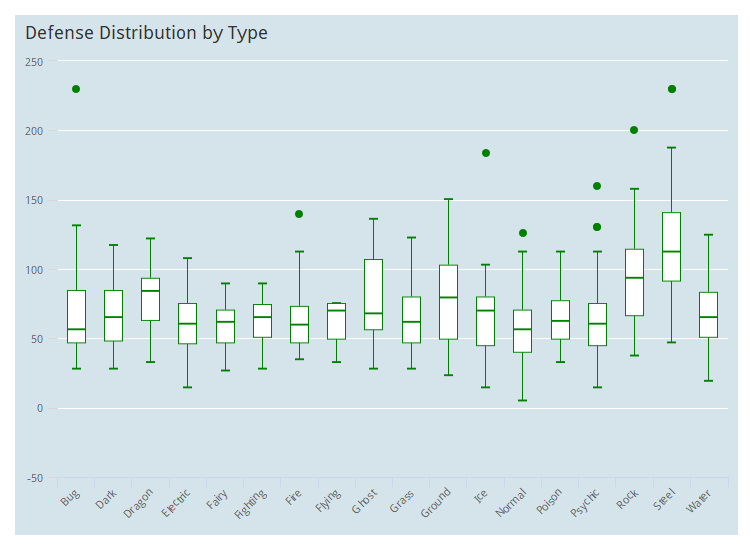 Defense Distribution by Type
250
200
150
100
50
0
-50
Bug
Dark
Dragon
Electric
Fairy
Fighting
Fire
Flying
Ghost
Grass
Ground
Ice
Normal
Poison
Psychic
Rock
Steel
Water